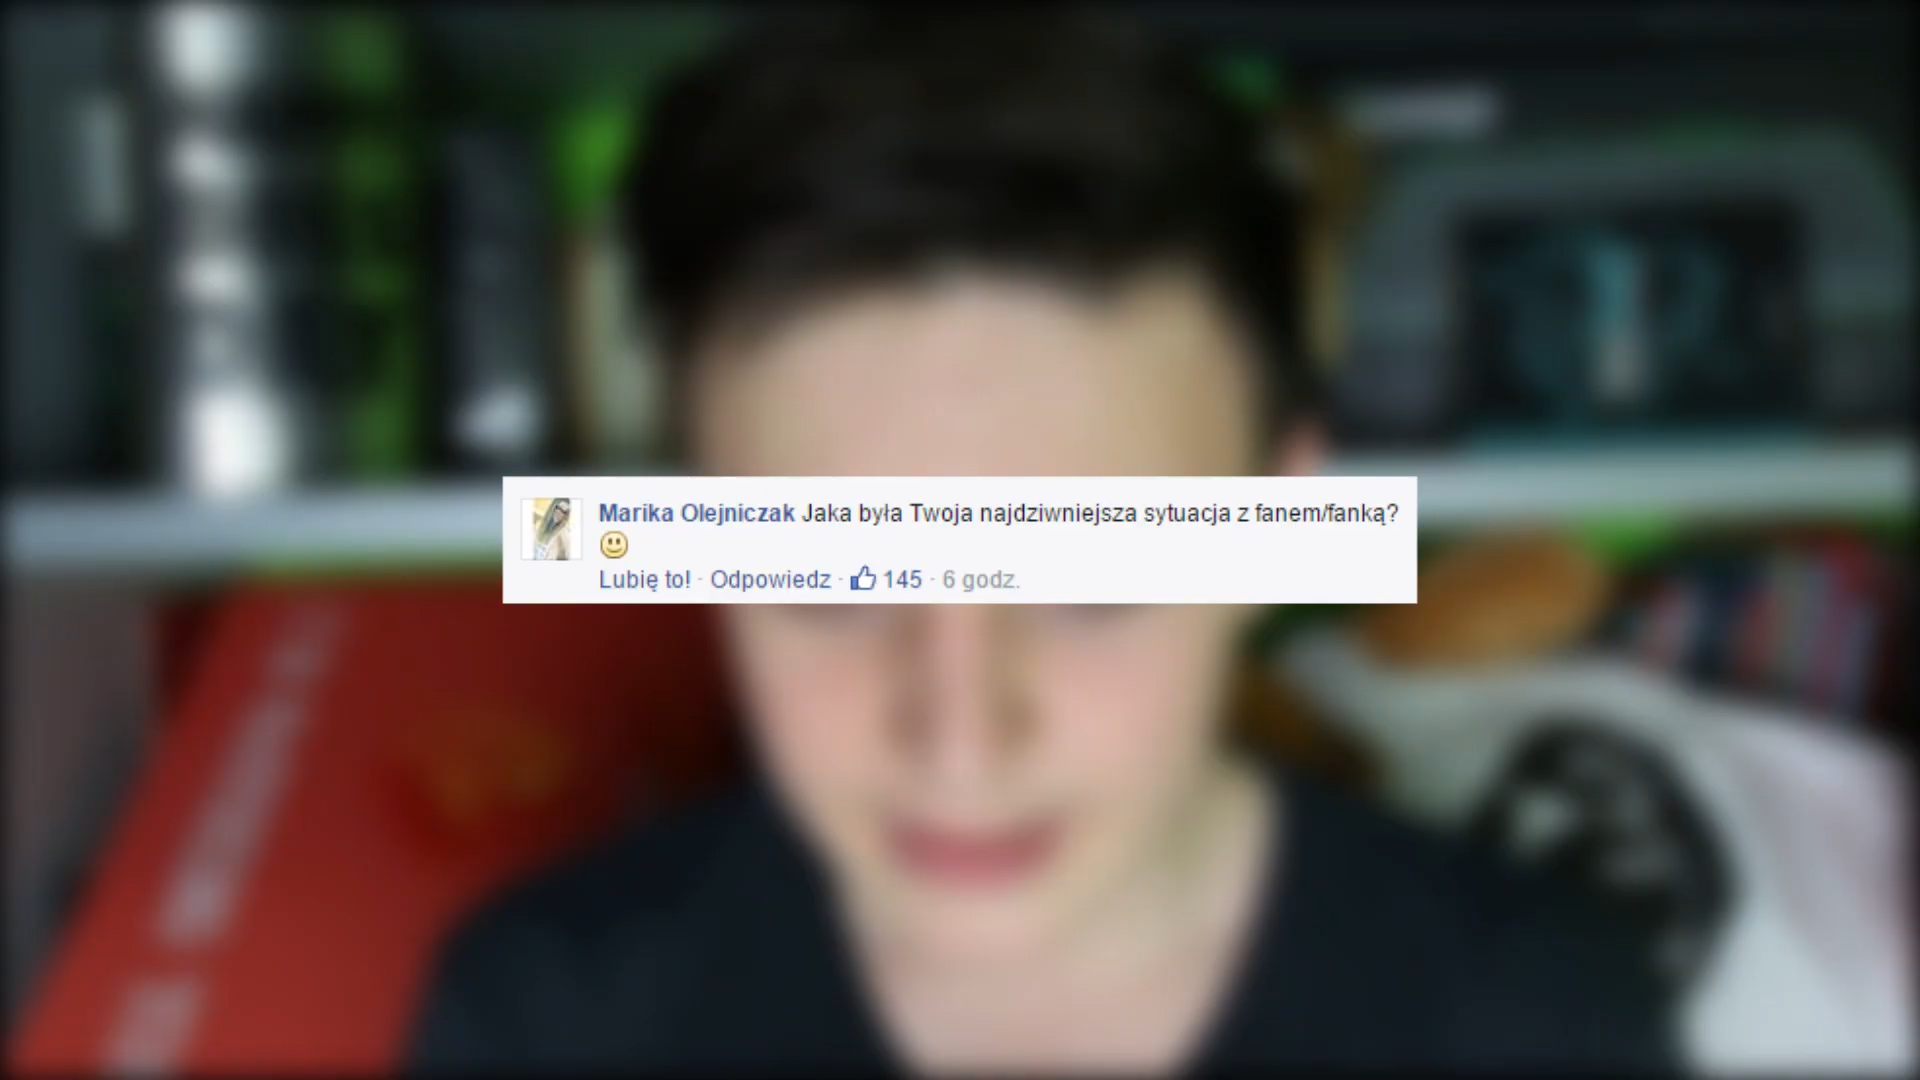 Marika Olejniczak Jaka była Twoja najdziwniejsza sytuacja z fanem/fanką?
Lubię to! · Odpowiedz · 145 · 6 godz.